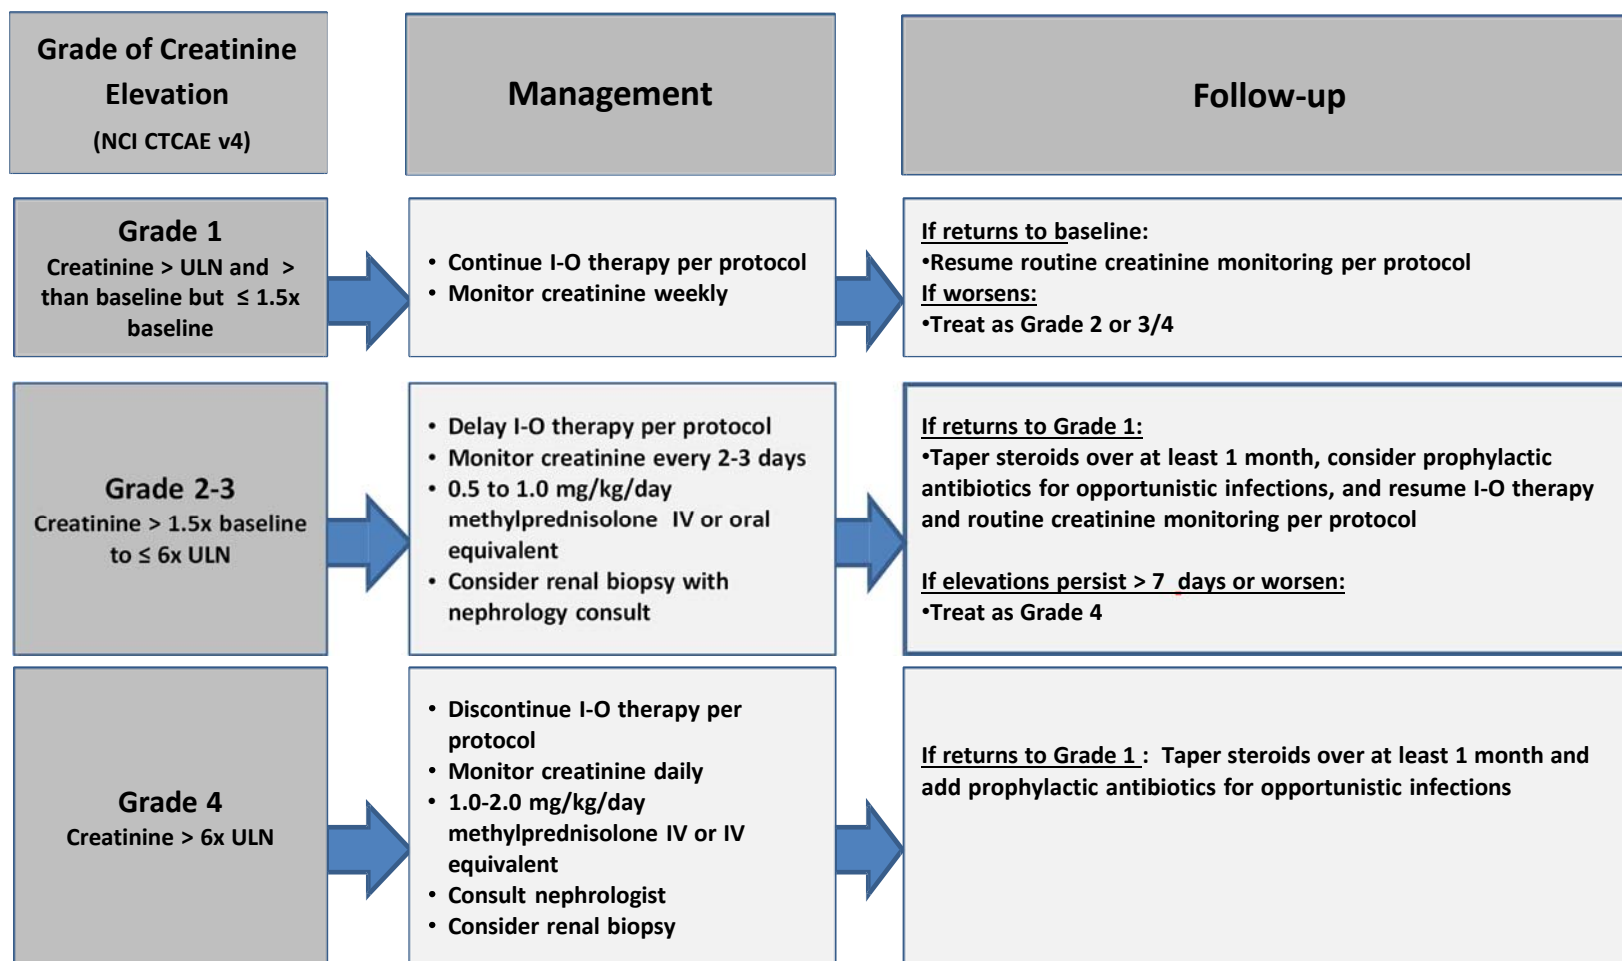 Grade of Creatinine
Elevation
(NCI CTCAE v4)
Management
Follow-up
Grade 1
Creatinine > ULN and >
than baseline but ≤ 1.5x
baseline
• Continue I-O therapy per protocol
• Monitor creatinine weekly
If returns to baseline:
•Resume routine creatinine monitoring per protocol
If worsens:
•Treat as Grade 2 or 3/4
Grade 2-3
Creatinine > 1.5x baseline
to ≤ 6x ULN
• Delay I-O therapy per protocol
• Monitor creatinine every 2-3 days
• 0.5 to 1.0 mg/kg/day
methylprednisolone IV or oral
equivalent
• Consider renal biopsy with
nephrology consult
If returns to Grade 1:
•Taper steroids over at least 1 month, consider prophylactic
antibiotics for opportunistic infections, and resume I-O therapy
and routine creatinine monitoring per protocol
If elevations persist > 7 days or worsen:
•Treat as Grade 4
Grade 4
Creatinine > 6x ULN
• Discontinue I-O therapy per
protocol
• Monitor creatinine daily
• 1.0-2.0 mg/kg/day
methylprednisolone IV or IV
equivalent
• Consult nephrologist
• Consider renal biopsy
If returns to Grade 1 : Taper steroids over at least 1 month and
add prophylactic antibiotics for opportunistic infections